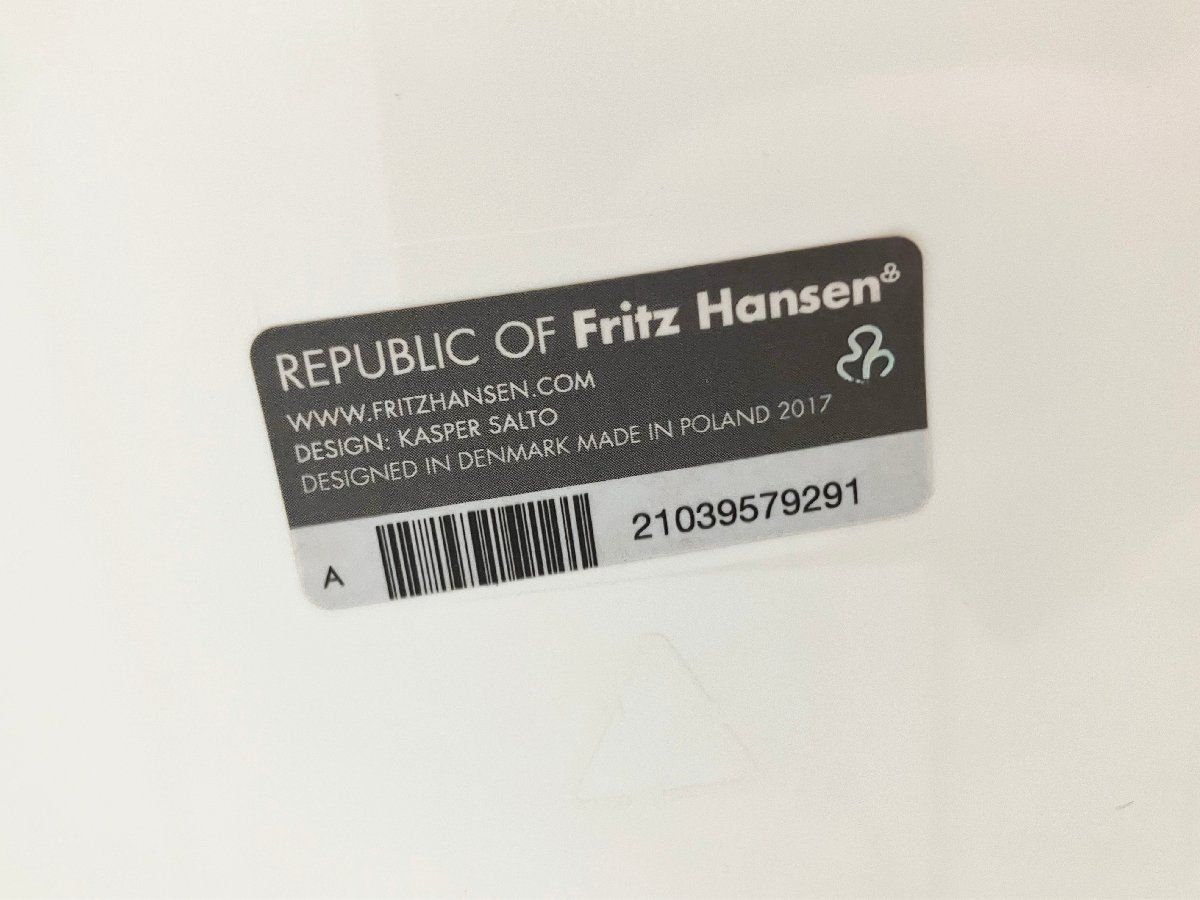 REPUBLIC OF Fritz Hansen
WWW.FRITZHANSEN.COM
DESIGN: KASPER SALTO
DESIGNED IN DENMARK MADE IN POLAND 2017
A 21039579291